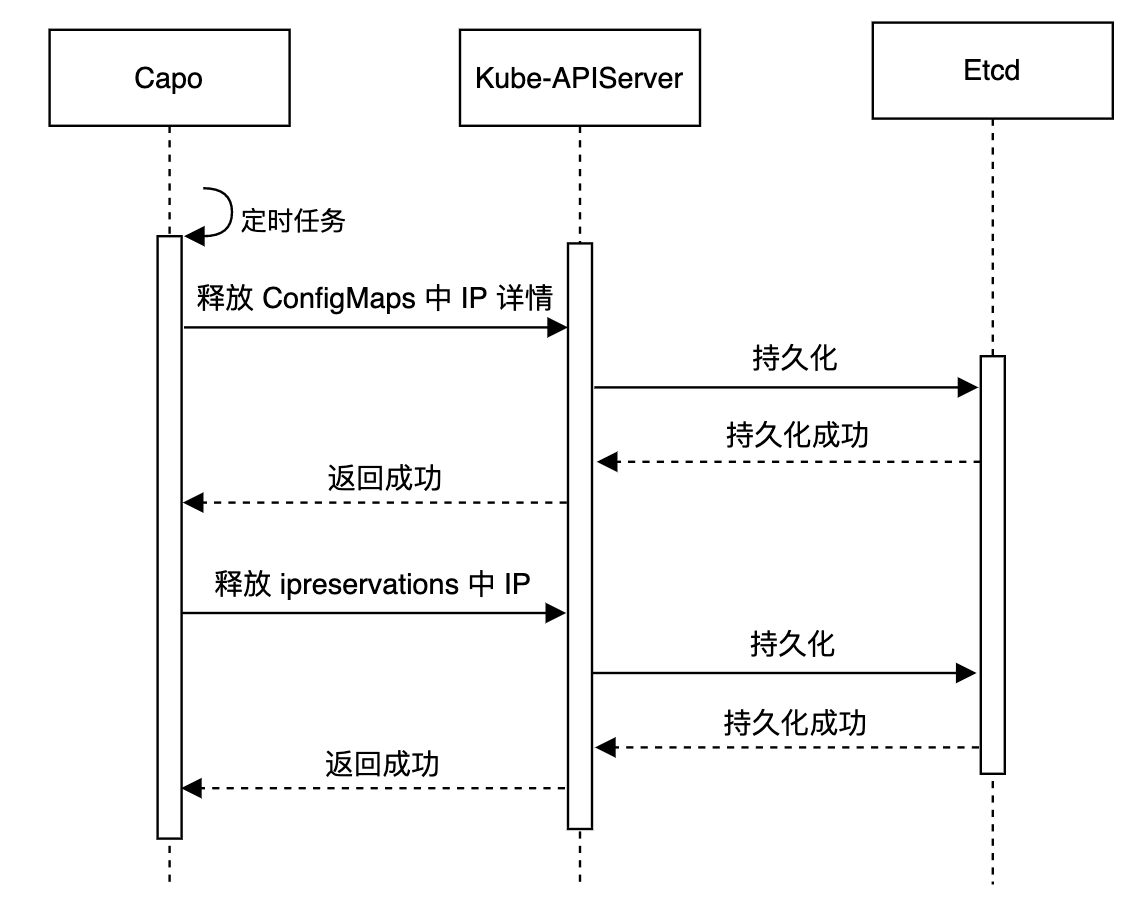 Capo
Kube-APIServer
Etcd
定时任务
释放 ConfigMaps 中 IP 详情
持久化
持久化成功
返回成功
释放 ipreservations 中 IP
持久化
持久化成功
返回成功